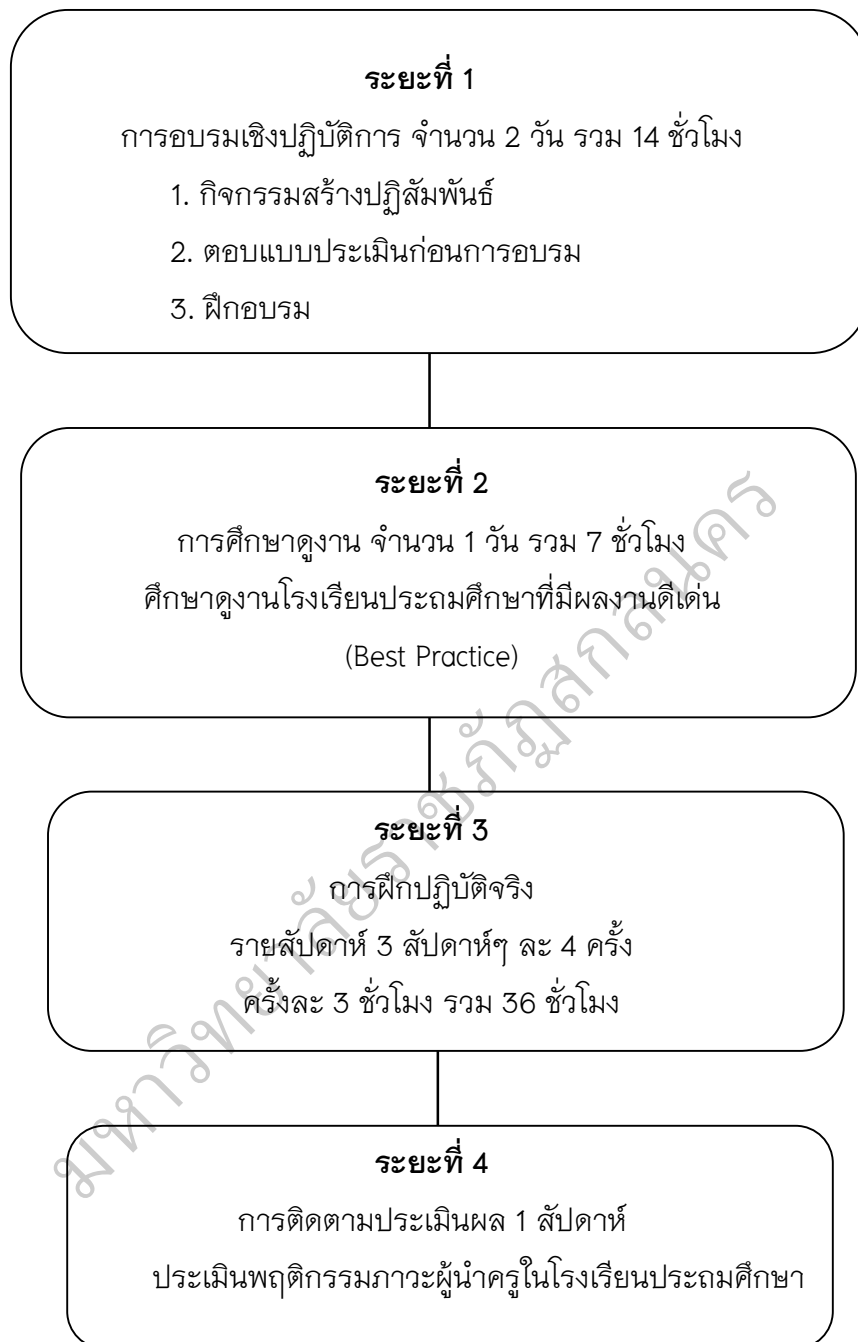 ระยะที่ 1
การอบรมเชิงปฏิบัติการ จำนวน 2 วัน รวม 14 ชั่วโมง
1. กิจกรรมสร้างปฏิสัมพันธ์
2. ตอบแบบประเมินก่อนการอบรม
3. ฝึกอบรม
ระยะที่ 2
การศึกษาดูงาน จำนวน 1 วัน รวม 7 ชั่วโมง
ศึกษาดูงานโรงเรียนประถมศึกษาที่มีผลงานดีเด่น
(Best Practice)
ระยะที่ 3
การฝึกปฏิบัติจริง
รายสัปดาห์ 3 สัปดาห์ๆ ละ 4 ครั้ง
ครั้งละ 3 ชั่วโมง รวม 36 ชั่วโมง
ระยะที่ 4
การติดตามประเมินผล 1 สัปดาห์
ประเมินพฤติกรรมภาวะผู้นำครูในโรงเรียนประถมศึกษา
มหาวิทยาลัยราชภัฏสกลนคร